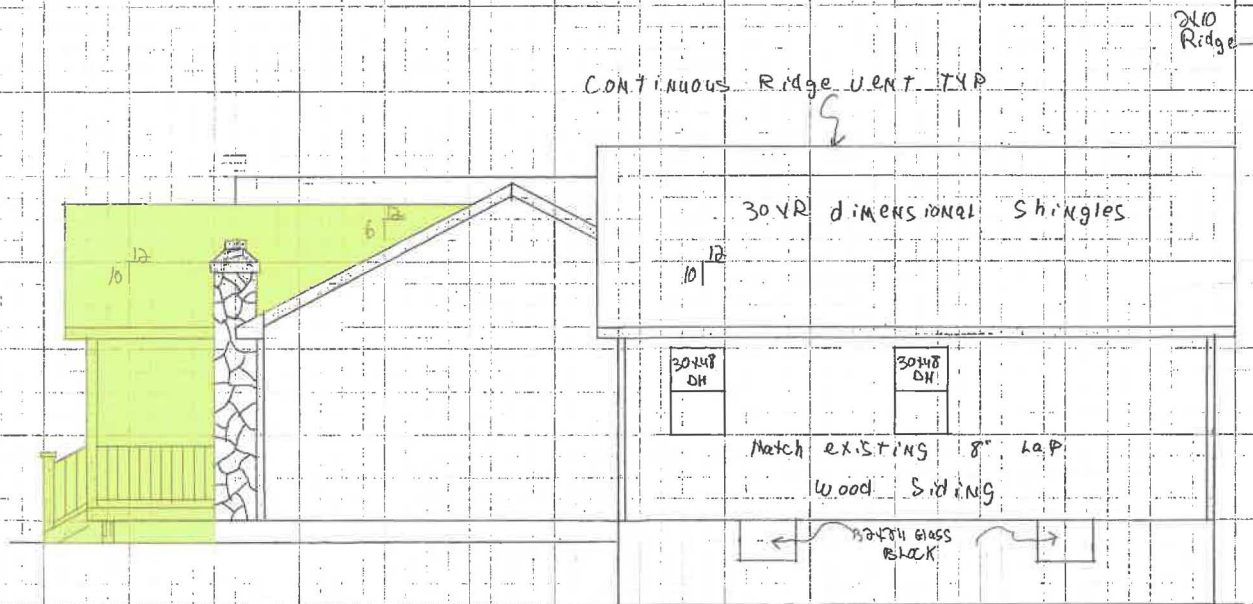 2X10
Ridge
CONTINUOUS Ridge VENT TYP
30 YR dimensional Shingles
12
6
12
10
12
10
30X48
DH
30X48
DH
Match existing 8" Lap
wood Siding
Glass
BLOCK